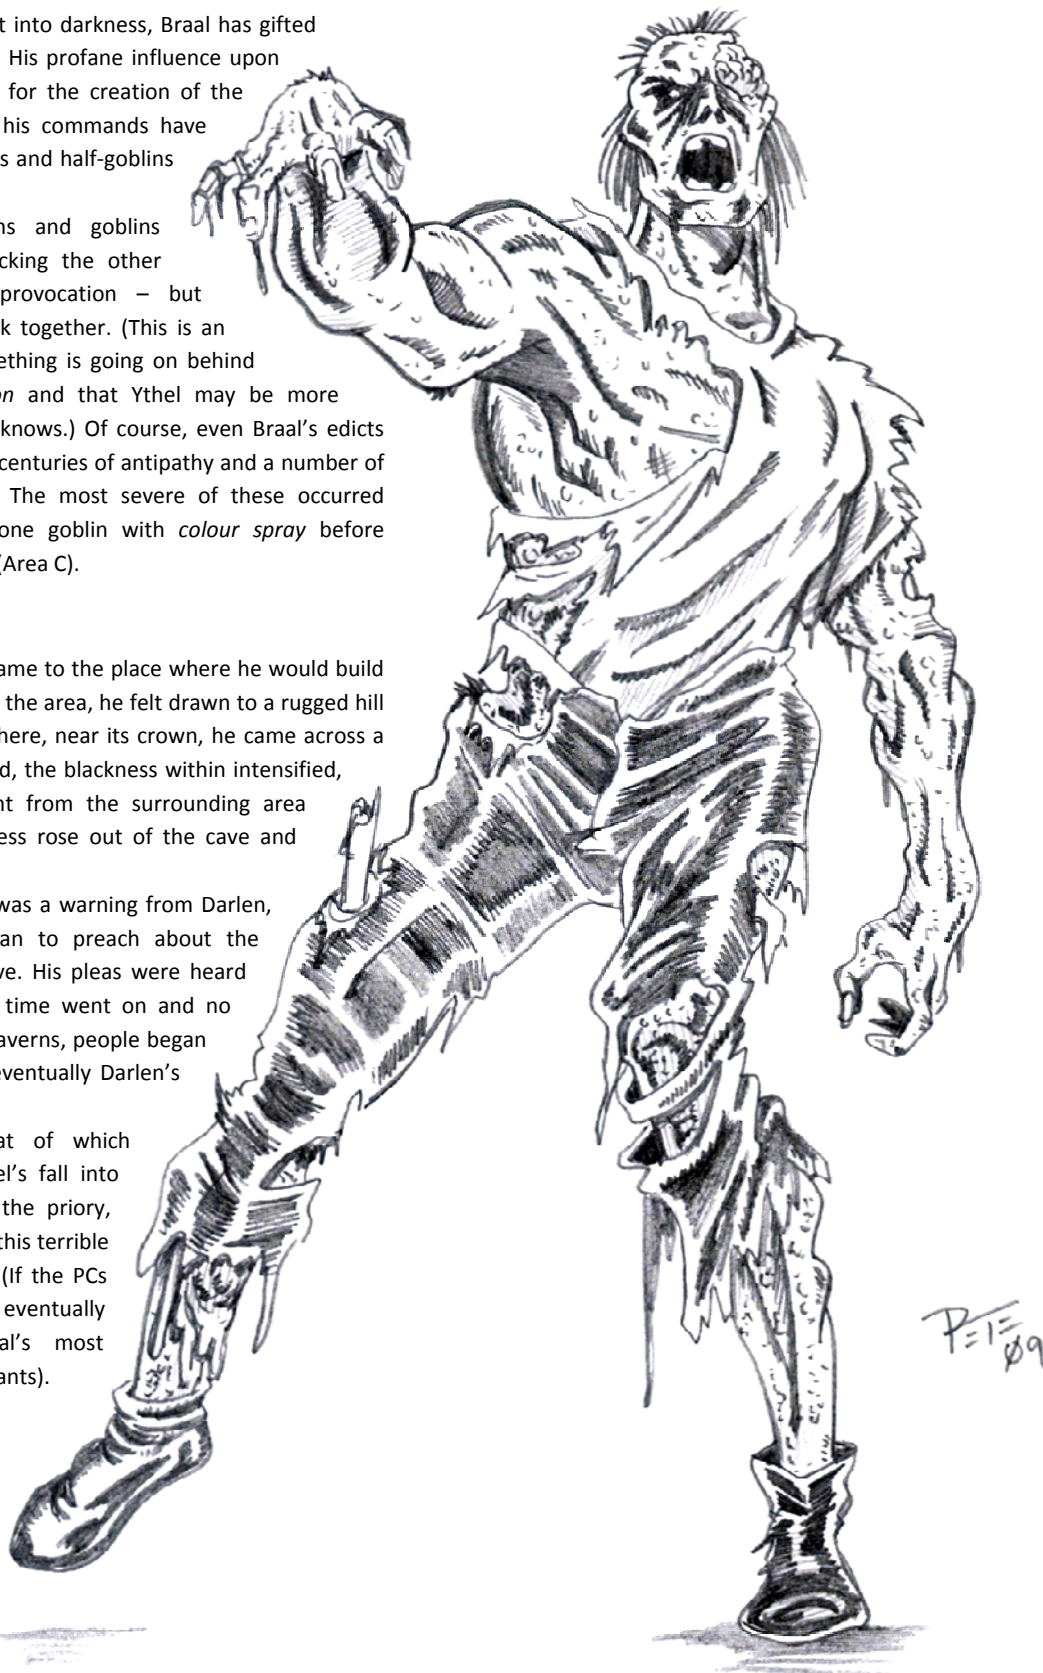 t into darkness, Braal has gifted
His profane influence upon
for the creation of the
his commands have
s and half-goblins
ns and goblins
cking the other
provocation – but
k together. (This is an
ething is going on behind
on and that Ythel may be more
knows.) Of course, even Braal’s edicts
centuries of antipathy and a number of
The most severe of these occurred
one goblin with colour spray before
(Area C).
ame to the place where he would build
the area, he felt drawn to a rugged hill
here, near its crown, he came across a
d, the blackness within intensified,
nt from the surrounding area
ess rose out of the cave and
was a warning from Darlen,
an to preach about the
ve. His pleas were heard
time went on and no
averns, people began
eventually Darlen’s
at of which
el’s fall into
the priory,
this terrible
(If the PCs
eventually
al’s most
ants).
PETE
09